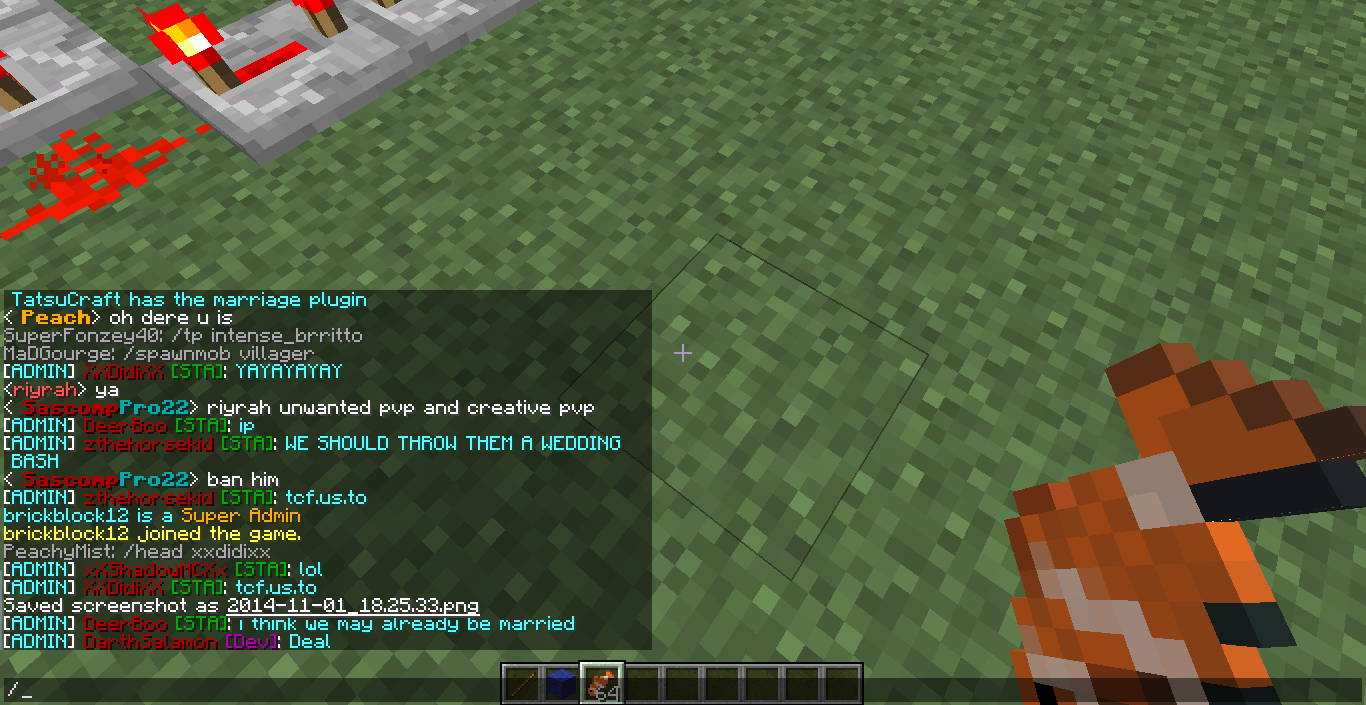 TatsuCraft has the marriage plugin
< Peach> oh dere u is
SuperFonzey40: /tp intense_brritto
MaDGourge: /spawnmob villager
[ADMIN] XXDidiXX [STA]: YAYAYAYAY
<riyrah> ya
< SascompPro22> riyrah unwanted pvp and creative pvp
[ADMIN] DeerBoo [STA]: ip
[ADMIN] zthehorsekid [STA]: WE SHOULD THROW THEM A WEDDING
BASH
< SascompPro22> ban him
[ADMIN] zthehorsekid [STA]: tcf.us.to
brickblock12 is a Super Admin
brickblock12 joined the game.
PeachyMist: /head xxdidixx
[ADMIN] xXShadowMCXx [STA]: lol
[ADMIN] XXDidiXX [STA]: tcf.us.to
Saved screenshot as 2014-11-01_18.25.33.png
[ADMIN] DeerBoo [STA]: i think we may already be married
[ADMIN] DarthSalamon [Dev]: Deal
64
/_